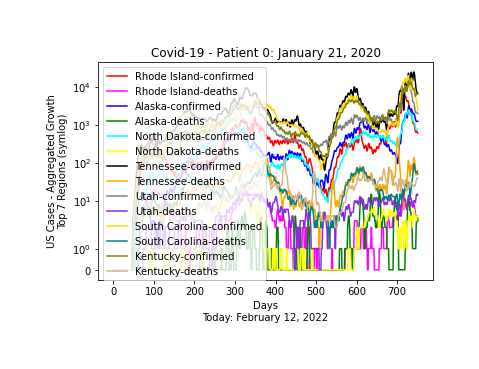 Covid-19 - Patient 0: January 21, 2020
US Cases - Aggregated Growth
Top 7 Regions (symlog)
10^4
10^3
10^2
10^1
10^0
0
Rhode Island-confirmed
Rhode Island-deaths
Alaska-confirmed
Alaska-deaths
North Dakota-confirmed
North Dakota-deaths
Tennessee-confirmed
Tennessee-deaths
Utah-confirmed
Utah-deaths
South Carolina-confirmed
South Carolina-deaths
Kentucky-confirmed
Kentucky-deaths
0 100 200 300 400 500 600 700
Days
Today: February 12, 2022